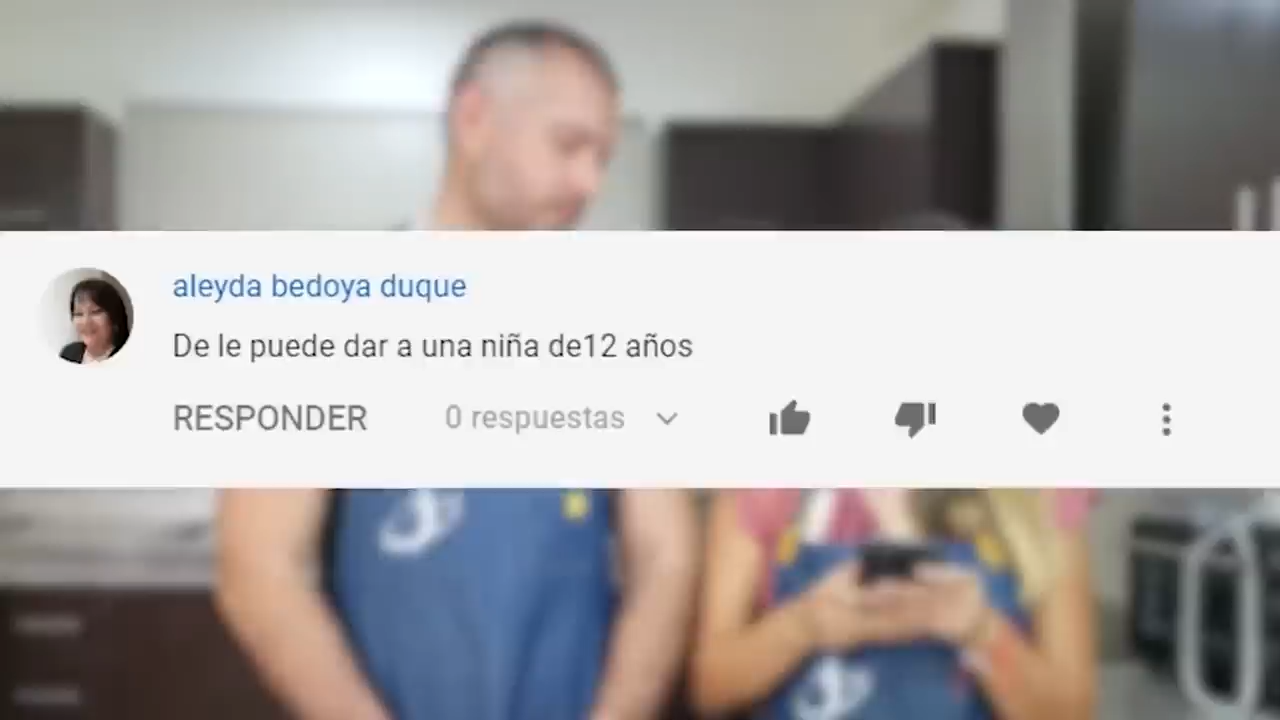 aleyda bedoya duque
De le puede dar a una niña de12 años
RESPONDER 0 respuestas